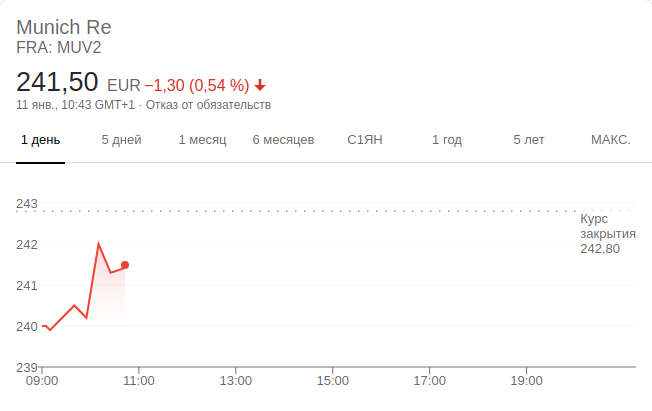 Munich Re
FRA: MUV2
241,50 EUR −1,30 (0,54 %)
11 янв., 10:43 GMT+1 · Отказ от обязательств
1 день 5 дней 1 месяц 6 месяцев С1ЯН 1 год 5 лет МАКС.
243
Курс
закрытия
242,80
242
241
240
239
09:00 11:00 13:00 15:00 17:00 19:00